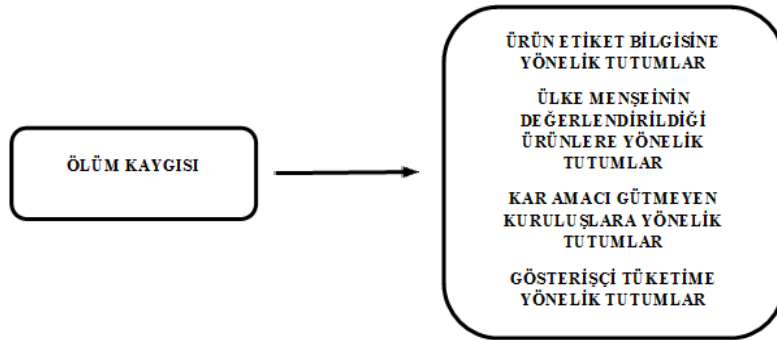 ÖLÜM KAYGISI
ÜRÜN ETİKET BİLGİSİNE
YÖNELİK TUTUMLAR
ÜLKE MENŞEİNİN
DEĞERLENDİRİLDİĞİ
ÜRÜNLERE YÖNELİK
TUTUMLAR
KAR AMACI GÜTMEYEN
KURULUŞLARA YÖNELİK
TUTUMLAR
GÖSTERİŞÇİ TÜKETİME
YÖNELİK TUTUMLAR